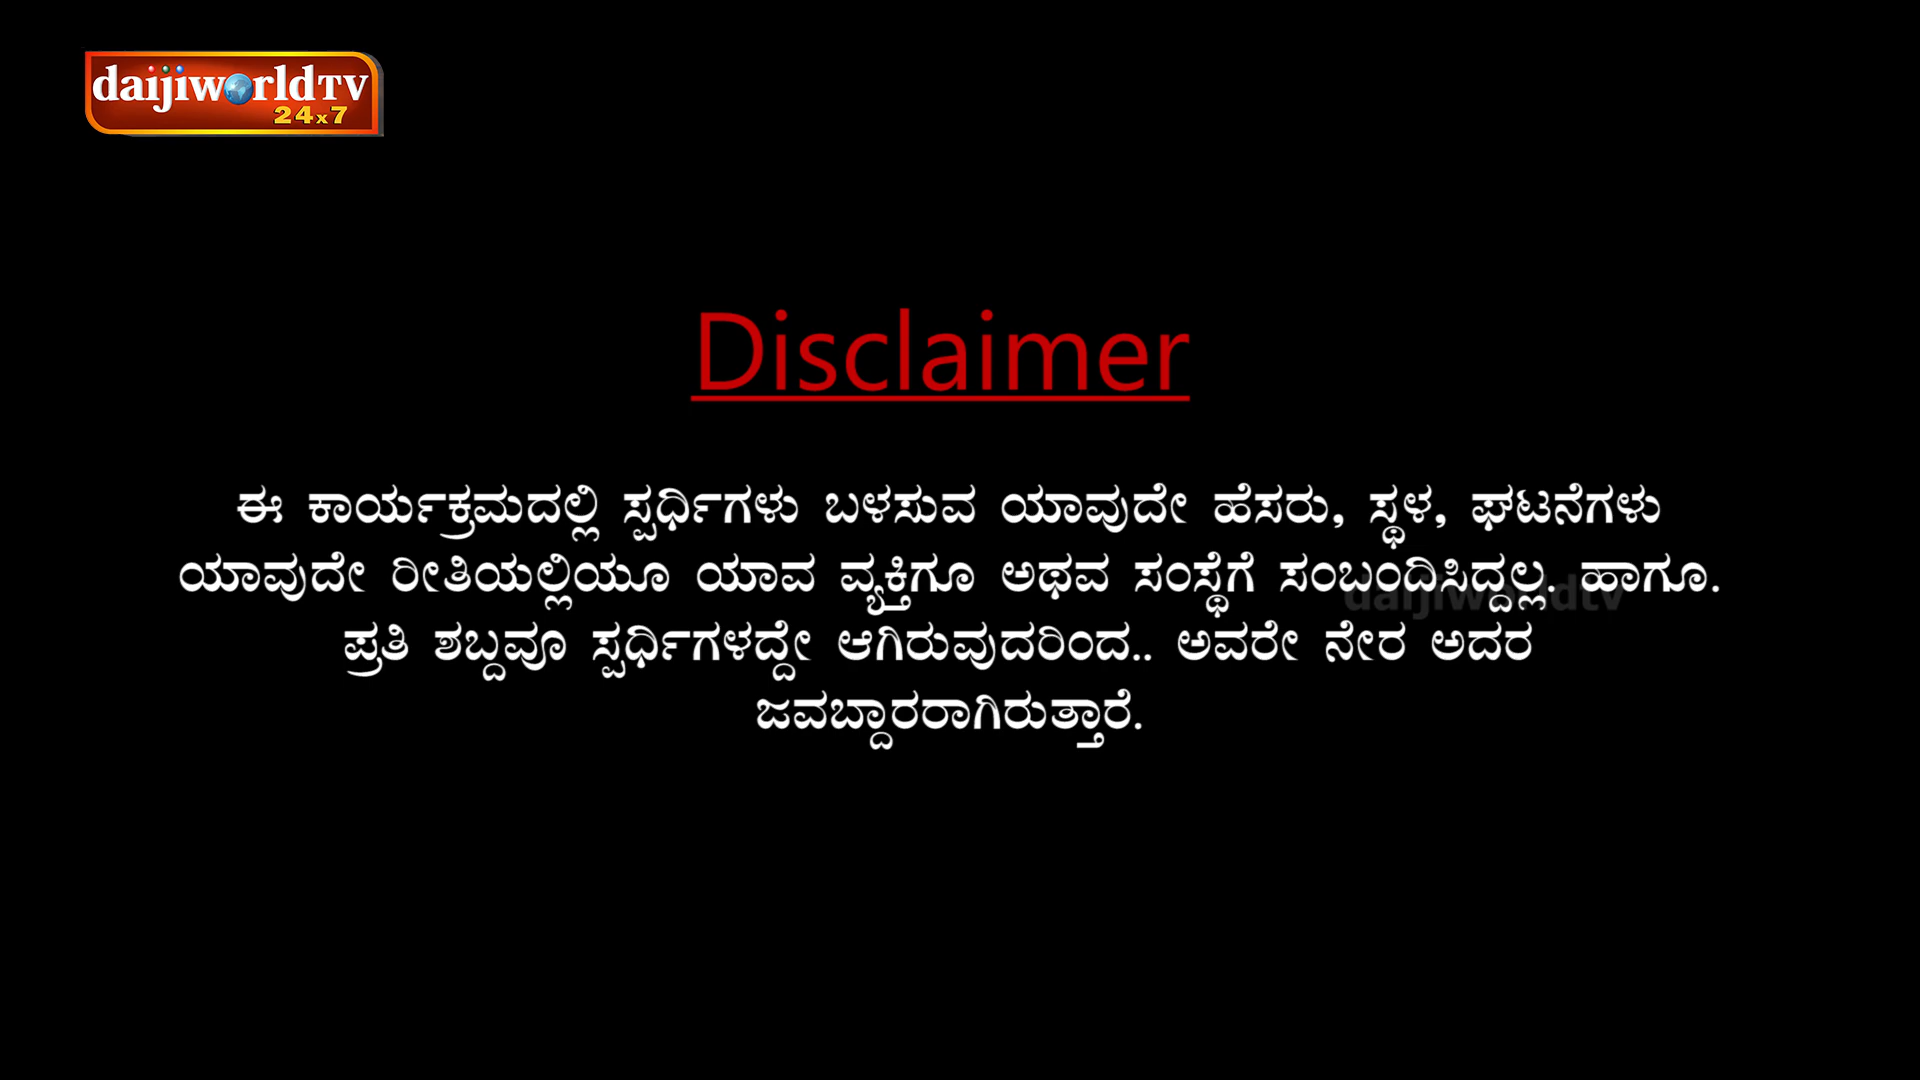 daijiworldTV
24x7
Disclaimer
ಈ ಕಾರ್ಯಕ್ರಮದಲ್ಲಿ ಸ್ಪರ್ಧಿಗಳು ಬಳಸುವ ಯಾವುದೇ ಹೆಸರು, ಸ್ಥಳ, ಘಟನೆಗಳು
ಯಾವುದೇ ರೀತಿಯಲ್ಲಿಯೂ ಯಾವ ವ್ಯಕ್ತಿಗೂ ಅಥವ ಸಂಸ್ಥೆಗೆ ಸಂಬಂದಿಸಿದ್ದಲ್ಲ. ಹಾಗೂ.
daijiworldtv
ಪ್ರತಿ ಶಬ್ದವೂ ಸ್ಪರ್ಧಿಗಳದ್ದೇ ಆಗಿರುವುದರಿಂದ.. ಅವರೇ ನೇರ ಅದರ
ಜವಬ್ದಾರರಾಗಿರುತ್ತಾರೆ.